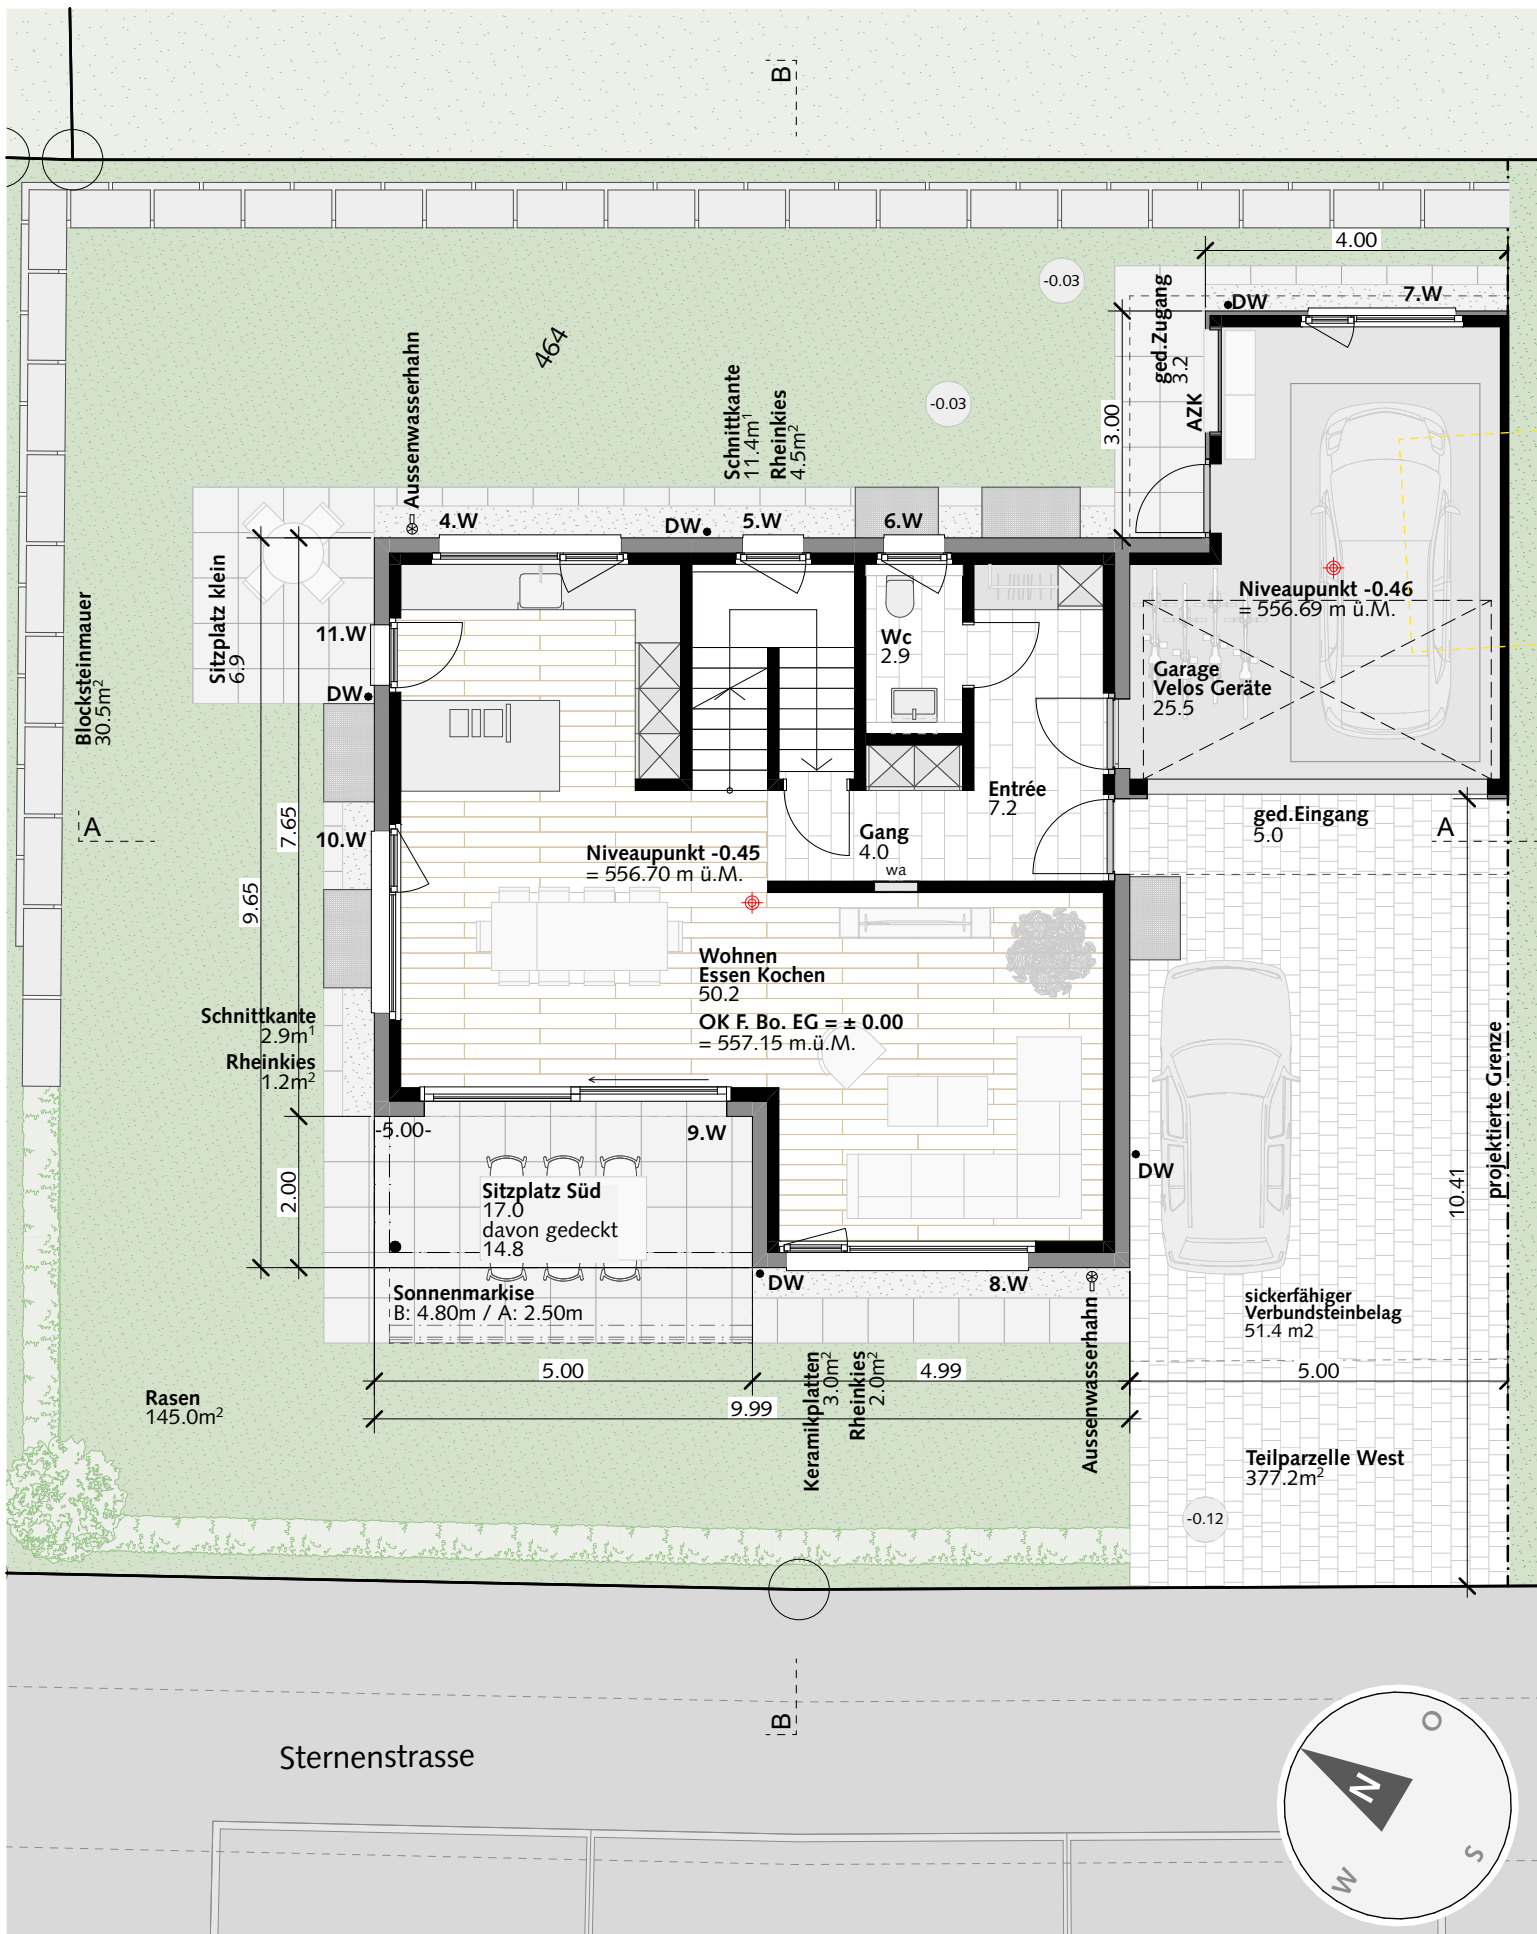 B
4.00
-0.03
ged.Zugang
3.2
DW
7.W
464
Aussenwasserhahn
Schnittkante
11.4m¹
Rheinkies
4.5m²
-0.03
3.00
AZK
4.W
DW
5.W
6.W
Sitzplatz klein
6.9
Niveaupunkt -0.46
= 556.69 m ü.M.
Blocksteinmauer
30.5m²
11.W
Wc
2.9
Garage
Velos Geräte
25.5
DW
Entrée
7.2
A
7.65
10.W
Gang
4.0
wa
ged.Eingang
5.0
A
Niveaupunkt -0.45
= 556.70 m ü.M.
9.65
Wohnen
Essen Kochen
50.2
OK F. Bo. EG = ± 0.00
= 557.15 m.ü.M.
Schnittkante
2.9m¹
Rheinkies
1.2m²
projektierte Grenze
-5.00-
9.W
DW
2.00
10.41
Sitzplatz Süd
17.0
davon gedeckt
14.8
DW
8.W
Sonnenmarkise
B: 4.80m / A: 2.50m
sickerfähiger
Verbundsteinbelag
51.4 m2
5.00
Keramikplatten
3.0m²
Rheinkies
2.0m²
4.99
Aussenwasserhahn
5.00
9.99
Rasen
145.0m²
Teilparzelle West
377.2m²
-0.12
B
Sternenstrasse
O
N
S
W